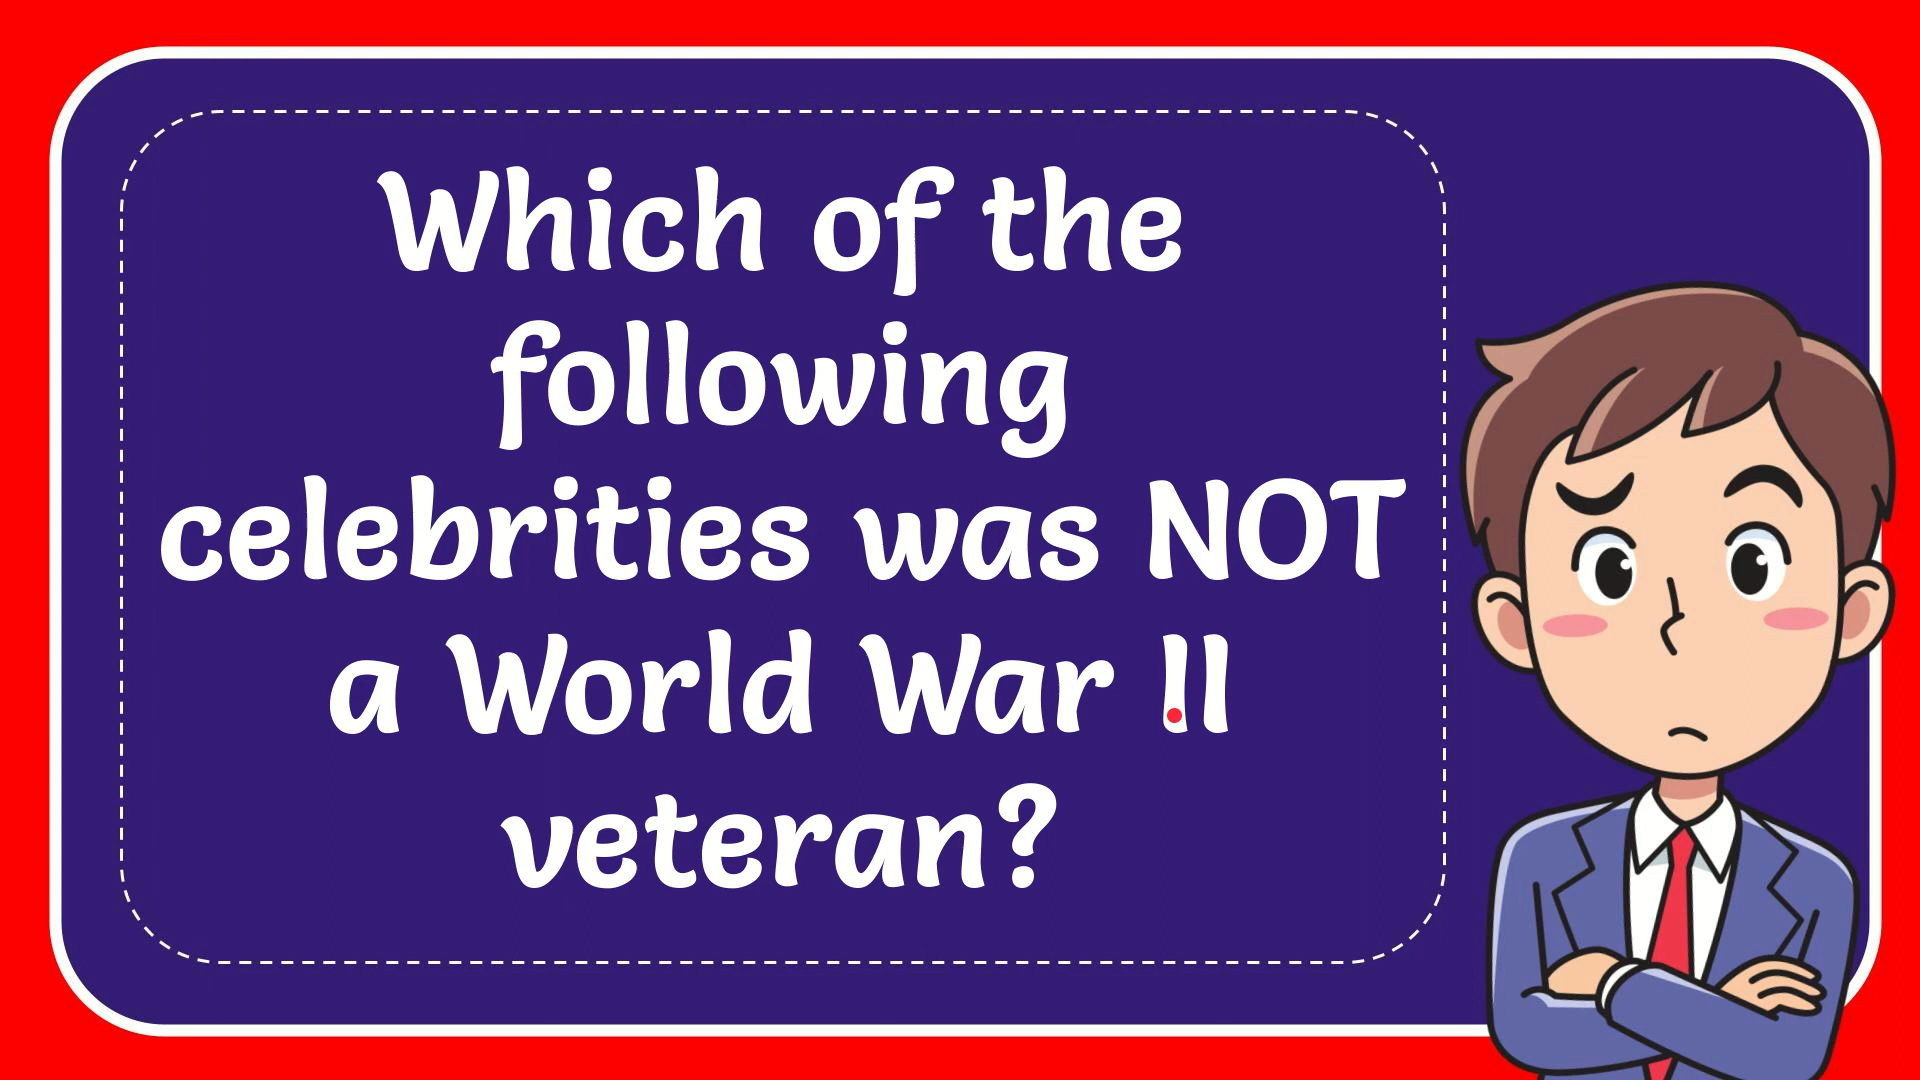 Which of the
following
celebrities was NOT
a World War II
veteran?